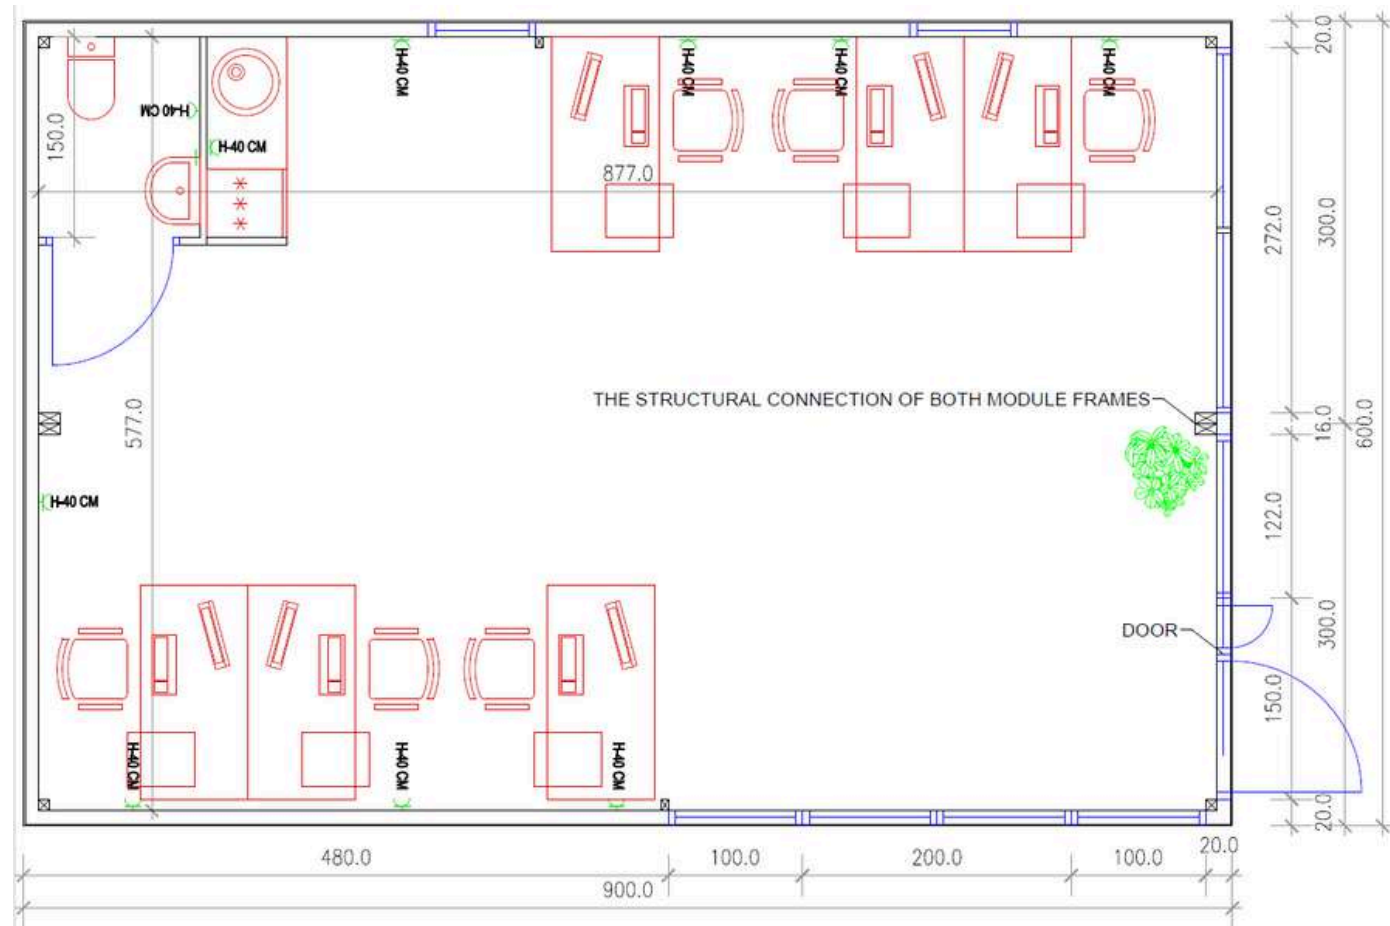 20.0
H-40 CM
H-40 CM
H-40 CM
H-40 CM
H-40 CM
150.0
H-40 CM
877.0
272.0
300.0
THE STRUCTURAL CONNECTION OF BOTH MODULE FRAMES
577.0
16.0
600.0
H-40 CM
122.0
DOOR
300.0
150.0
H-40 CM
H-40 CM
H-40 CM
20.0
480.0
100.0
200.0
100.0
20.0
900.0